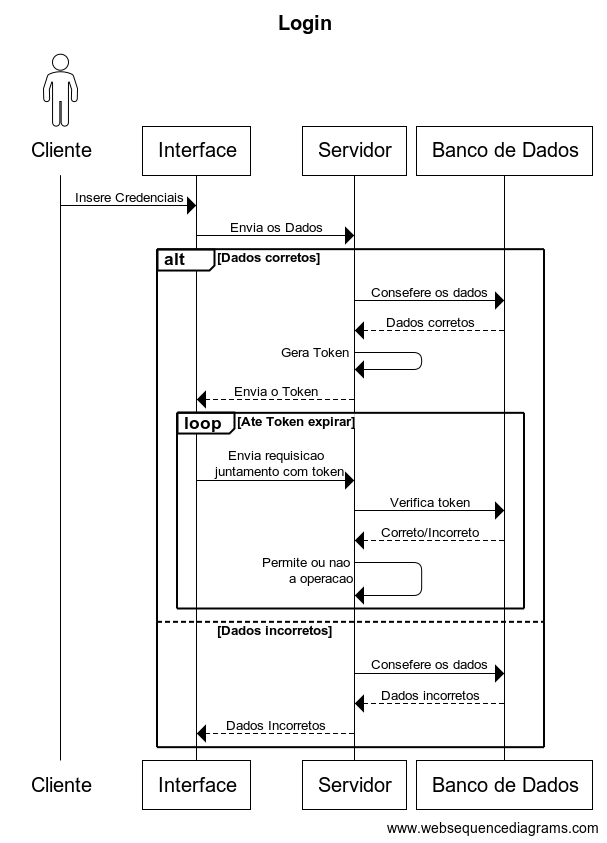 Login
Cliente
Interface
Servidor
Banco de Dados
Insere Credenciais
Envia os Dados
alt
[Dados corretos]
Consefere os dados
Dados corretos
Gera Token
Envia o Token
loop
[Ate Token expirar]
Envia requisicao
juntamento com token
Verifica token
Correto/Incorreto
Permite ou nao
a operacao
[Dados incorretos]
Consefere os dados
Dados incorretos
Dados Incorretos
Cliente
Interface
Servidor
Banco de Dados
www.websequencediagrams.com